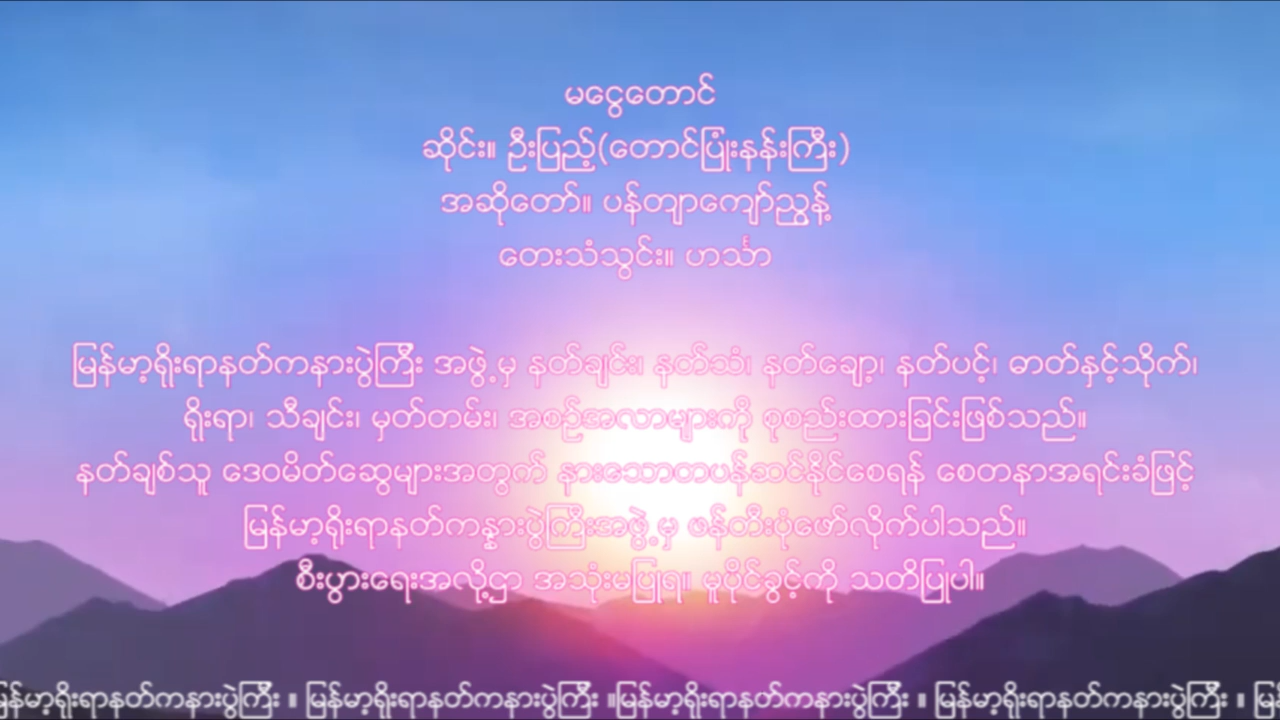 မငွေတောင်
ဆိုင်း။ ဦးပြည့်(တောင်ပြုံးနန်းကြီး)
အဆိုတော်။ ပန်တျာကျော်ညွန့်
တေးသံသွင်း။ ဟင်္သာ
မြန်မာ့ရိုးရာနတ်ကနားပွဲကြီး အဖွဲ့မှ နတ်ချင်း၊ နတ်သံ၊ နတ်ချော့၊ နတ်ပင့်၊ ဓာတ်နှင့်သိုက်၊
ရိုးရာ၊ သီချင်း၊ မှတ်တမ်း၊ အစဉ်အလာများကို စုစည်းထားခြင်းဖြစ်သည်။
နတ်ချစ်သူ ဒေဝမိတ်ဆွေများအတွက် နားသောတပန်ဆင်နိုင်စေရန် စေတနာအရင်းခံဖြင့်
မြန်မာ့ရိုးရာနတ်ကန္နားပွဲကြီးအဖွဲ့မှ ဖန်တီးပုံဖော်လိုက်ပါသည်။
စီးပွားရေးအလို့ဌာ အသုံးမပြုရ။ မူပိုင်ခွင့်ကို သတိပြုပါ။
မြန်မာ့ရိုးရာနတ်ကနားပွဲကြီး ။ မြန်မာ့ရိုးရာနတ်ကနားပွဲကြီး ။မြန်မာ့ရိုးရာနတ်ကနားပွဲကြီး ။ မြန်မာ့ရိုးရာနတ်ကနားပွဲကြီး ။